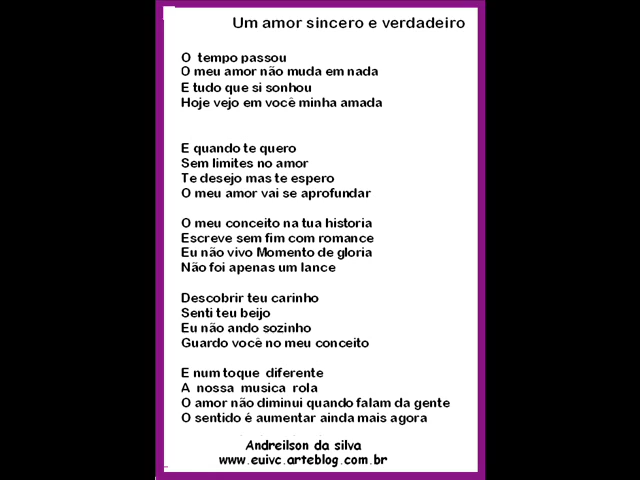 Um amor sincero e verdadeiro
O tempo passou
O meu amor não muda em nada
E tudo que si sonhou
Hoje vejo em você minha amada
E quando te quero
Sem limites no amor
Te desejo mas te espero
O meu amor vai se aprofundar
O meu conceito na tua historia
Escreve sem fim com romance
Eu não vivo Momento de gloria
Não foi apenas um lance
Descobrir teu carinho
Senti teu beijo
Eu não ando sozinho
Guardo você no meu conceito
E num toque diferente
A nossa musica rola
O amor não diminui quando falam da gente
O sentido é aumentar ainda mais agora
Andreilson da silva
www.euivc.arteblog.com.br